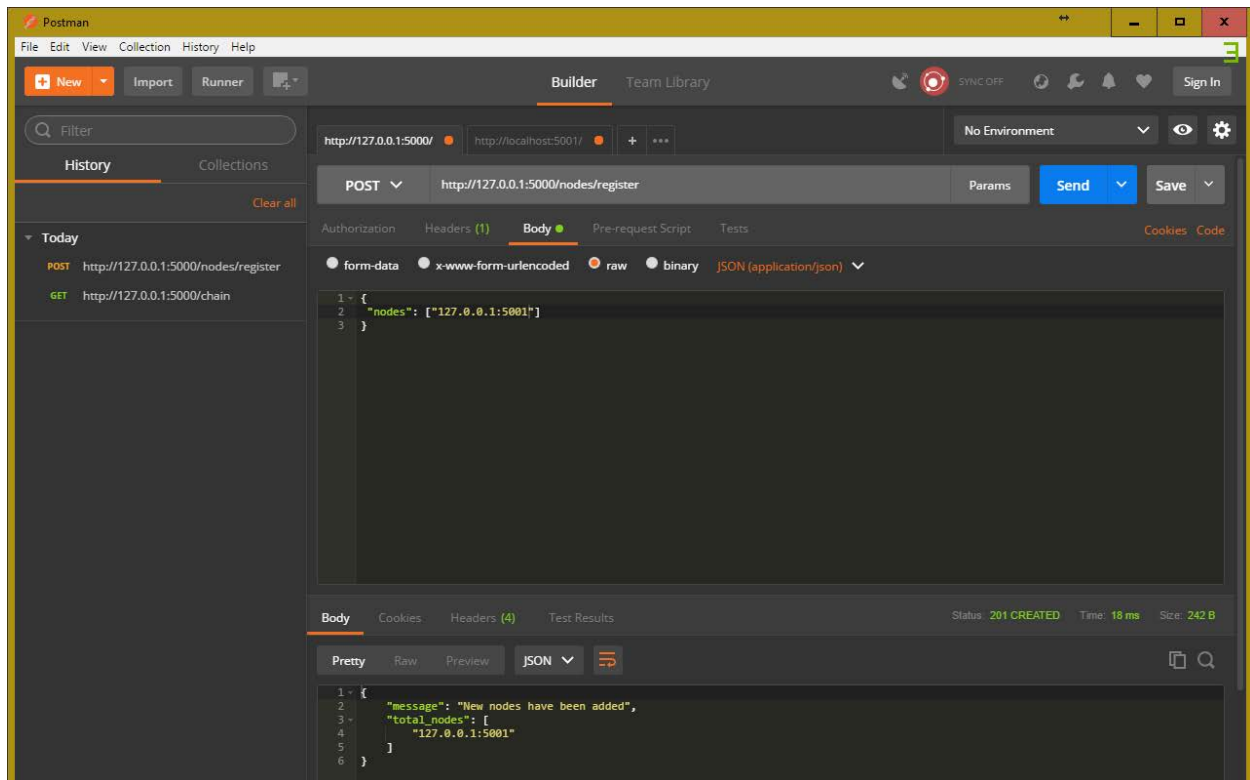 Postman
File Edit View Collection History Help
New Import Runner Builder Team Library SYNC OFF Sign In
Filter
History Collections
Clear all
Today
POST http://127.0.0.1:5000/nodes/register
GET http://127.0.0.1:5000/chain
http://127.0.0.1:5000/ http://localhost:5001/ + ••• No Environment
POST http://127.0.0.1:5000/nodes/register Params Send Save
Authorization Headers (1) Body Pre-request Script Tests Cookies Code
form-data x-www-form-urlencoded raw binary JSON (application/json)
1 {
2 "nodes": ["127.0.0.1:5001"]
3 }
Body Cookies Headers (4) Test Results Status: 201 CREATED Time: 18 ms Size: 242 B
Pretty Raw Preview JSON
1 {
2 "message": "New nodes have been added",
3 "total_nodes": [
4 "127.0.0.1:5001"
5 ]
6 }